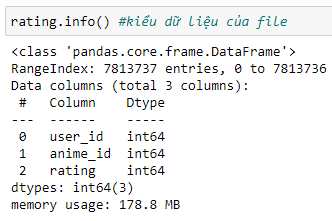 rating.info() #kiểu dữ liệu của file
<class 'pandas.core.frame.DataFrame'>
RangeIndex: 7813737 entries, 0 to 7813736
Data columns (total 3 columns):
 #   Column    Dtype
---  ------    -----
 0   user_id   int64
 1   anime_id  int64
 2   rating    int64
dtypes: int64(3)
memory usage: 178.8 MB